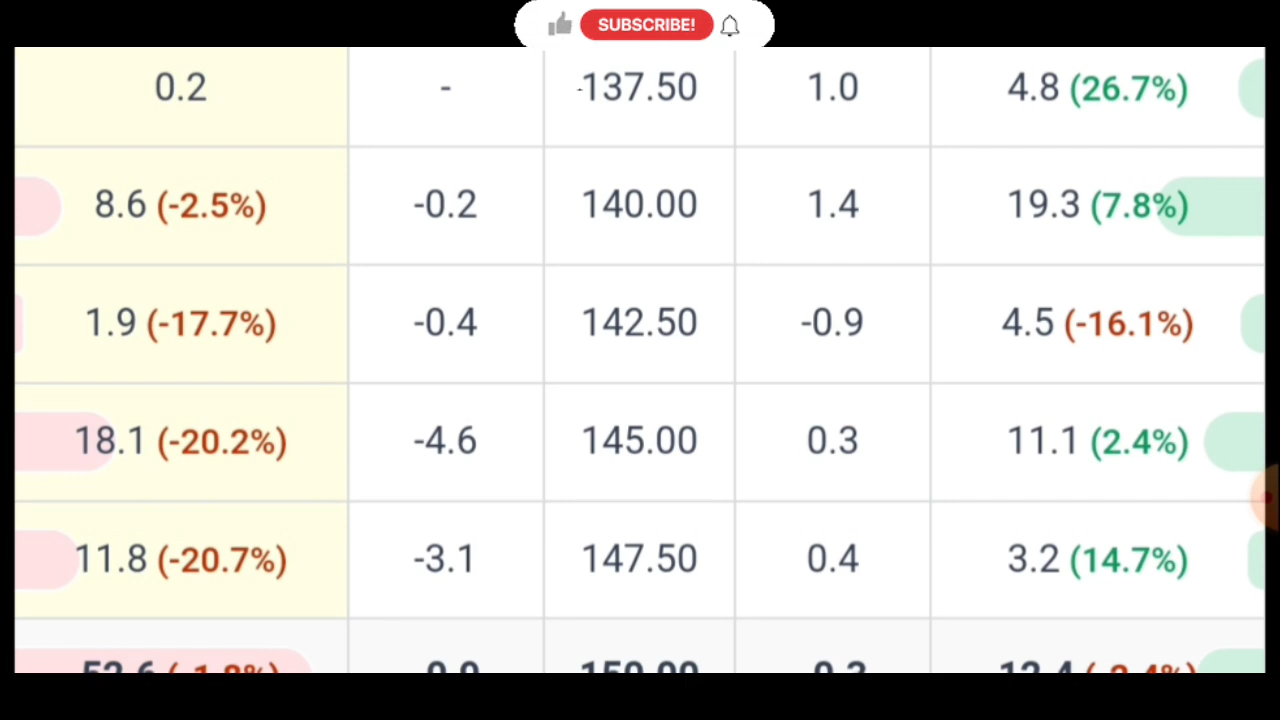 SUBSCRIBE!
0.2 - 137.50 1.0 4.8 (26.7%)
8.6 (-2.5%) -0.2 140.00 1.4 19.3 (7.8%)
1.9 (-17.7%) -0.4 142.50 -0.9 4.5 (-16.1%)
18.1 (-20.2%) -4.6 145.00 0.3 11.1 (2.4%)
11.8 (-20.7%) -3.1 147.50 0.4 3.2 (14.7%)